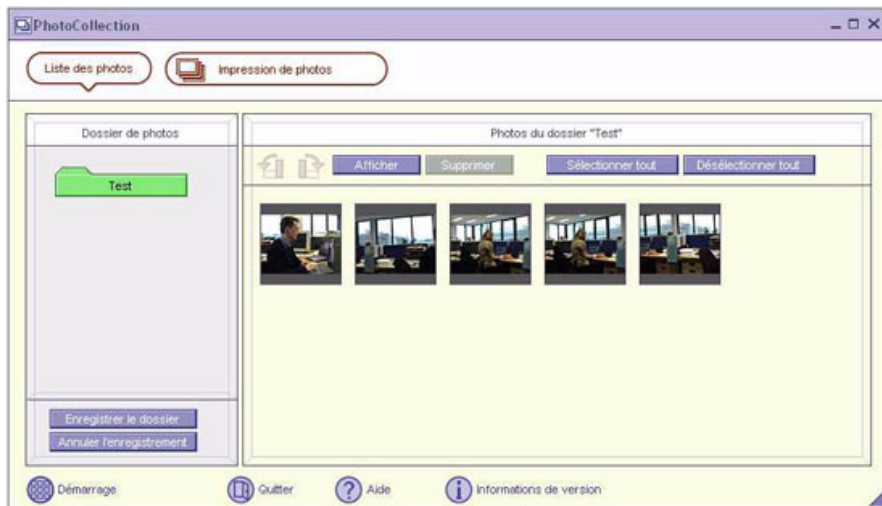 PhotoCollection
Liste des photos
Impression de photos
Dossier de photos
Photos du dossier "Test"
Afficher
Supprimer
Sélectionner tout
Désélectionner tout
Test
Enregistrer le dossier
Annuler l'enregistrement
Démarrage
Quitter
? Aide
i Informations de version